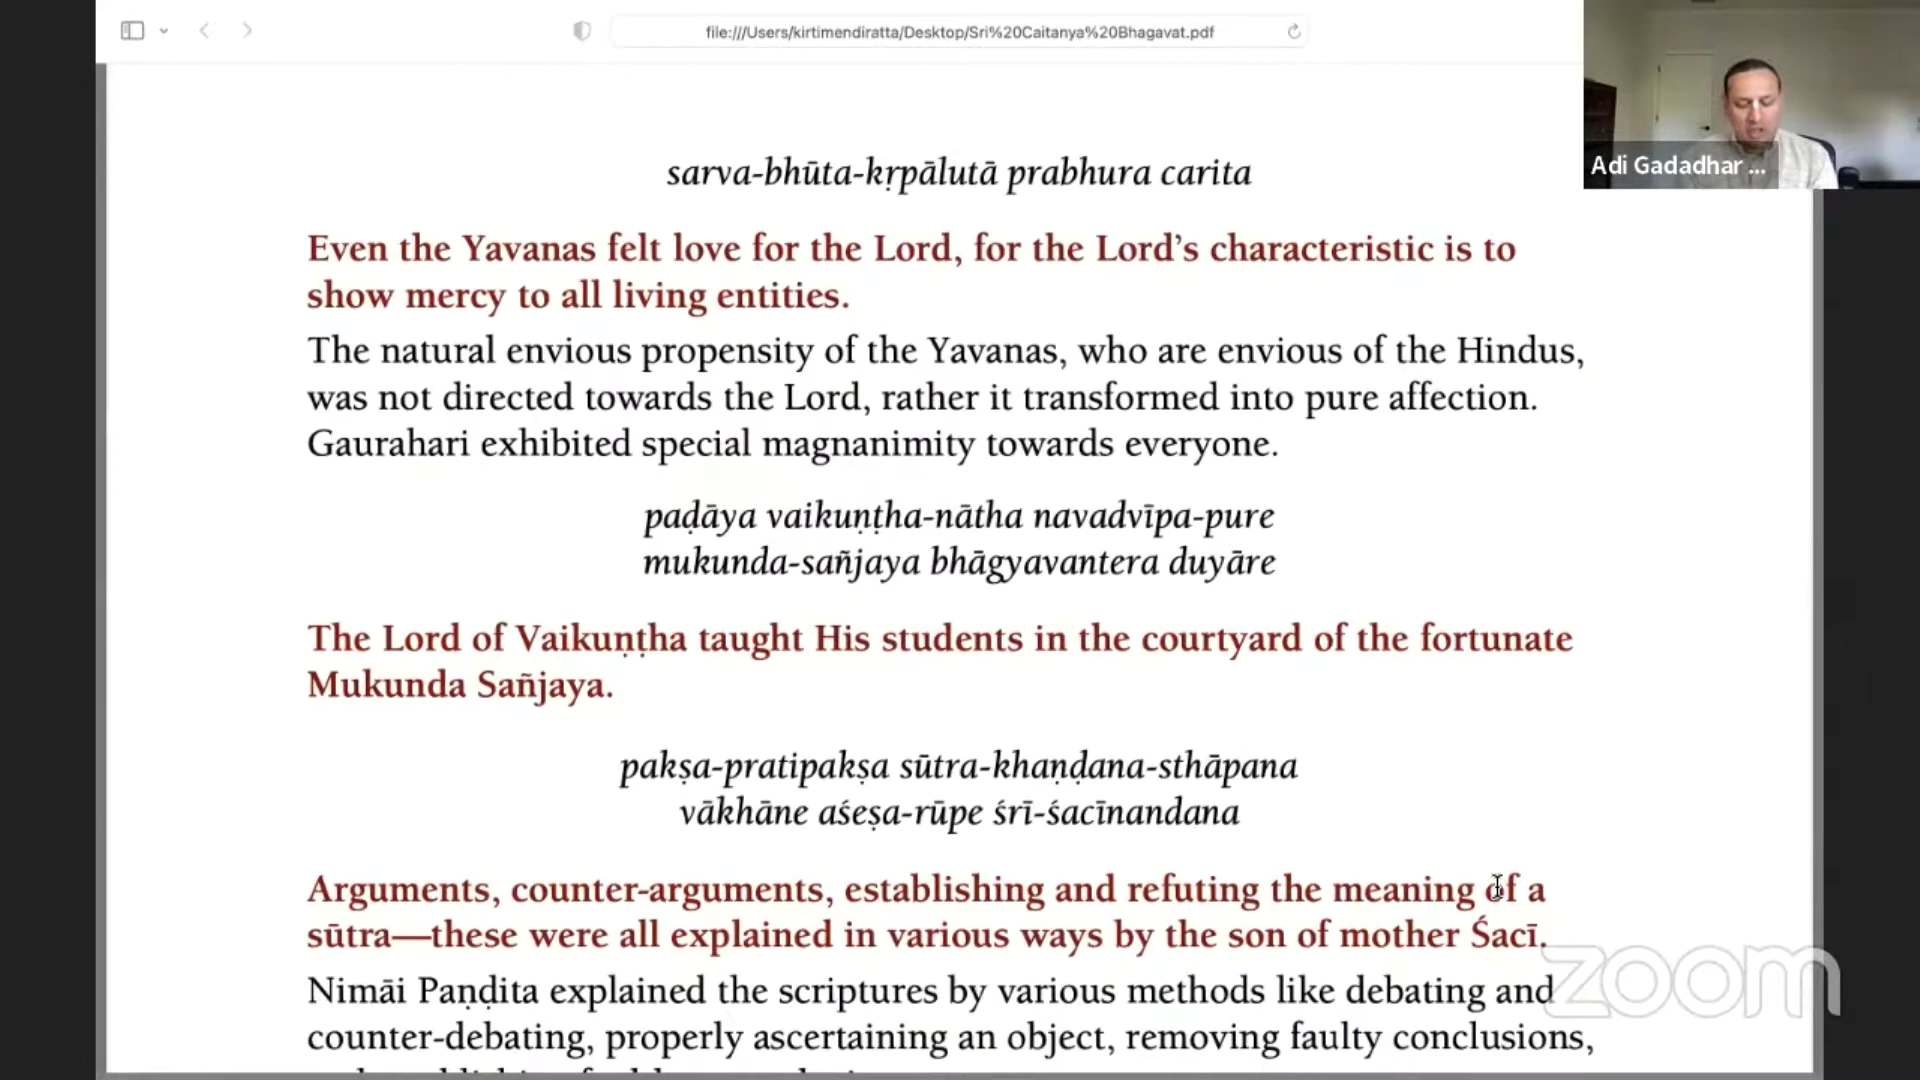 file:///Users/kirtimendiratta/Desktop/Sri%20Caitanya%20Bhagavat.pdf
Adi Gadadhar ...
sarva-bhūta-kṛpālutā prabhura carita
Even the Yavanas felt love for the Lord, for the Lord’s characteristic is to
show mercy to all living entities.
The natural envious propensity of the Yavanas, who are envious of the Hindus,
was not directed towards the Lord, rather it transformed into pure affection.
Gaurahari exhibited special magnanimity towards everyone.
paḍāya vaikuṇṭha-nātha navadvīpa-pure
mukunda-sañjaya bhāgyavantera duyāre
The Lord of Vaikuṇṭha taught His students in the courtyard of the fortunate
Mukunda Sañjaya.
pakṣa-pratipakṣa sūtra-khaṇḍana-sthāpana
vākhāne aśeṣa-rūpe śrī-śacīnandana
Arguments, counter-arguments, establishing and refuting the meaning of a
sūtra—these were all explained in various ways by the son of mother Śacī.
Nimāi Paṇḍita explained the scriptures by various methods like debating and
counter-debating, properly ascertaining an object, removing faulty conclusions,
zoom